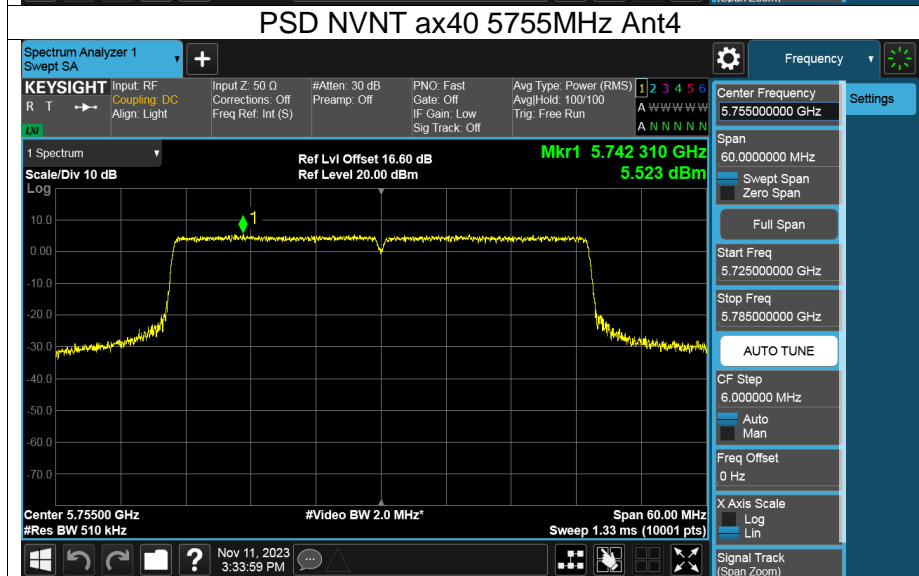 (Span Zoom)
PSD NVNT ax40 5755MHz Ant4
Spectrum Analyzer 1
Swept SA
+
Frequency
KEYSIGHT
R T
LXI
Input: RF
Coupling: DC
Align: Light
Input Z: 50 Ω
Corrections: Off
Freq Ref: Int (S)
#Atten: 30 dB
Preamp: Off
PNO: Fast
Gate: Off
IF Gain: Low
Sig Track: Off
Avg Type: Power (RMS)
Avg|Hold: 100/100
Trig: Free Run
1 2 3 4 5 6
A W W W W W
A N N N N N
1 Spectrum
Scale/Div 10 dB
Log
Ref Lvl Offset 16.60 dB
Ref Level 20.00 dBm
Mkr1 5.742 310 GHz
5.523 dBm
1
10.0
0.00
-10.0
-20.0
-30.0
-40.0
-50.0
-60.0
-70.0
Center 5.75500 GHz
#Res BW 510 kHz
#Video BW 2.0 MHz*
Span 60.00 MHz
Sweep 1.33 ms (10001 pts)
?
Nov 11, 2023
3:33:59 PM
Center Frequency
5.755000000 GHz
Settings
Span
60.0000000 MHz
Swept Span
Zero Span
Full Span
Start Freq
5.725000000 GHz
Stop Freq
5.785000000 GHz
AUTO TUNE
CF Step
6.000000 MHz
Auto
Man
Freq Offset
0 Hz
X Axis Scale
Log
Lin
Signal Track
(Span Zoom)